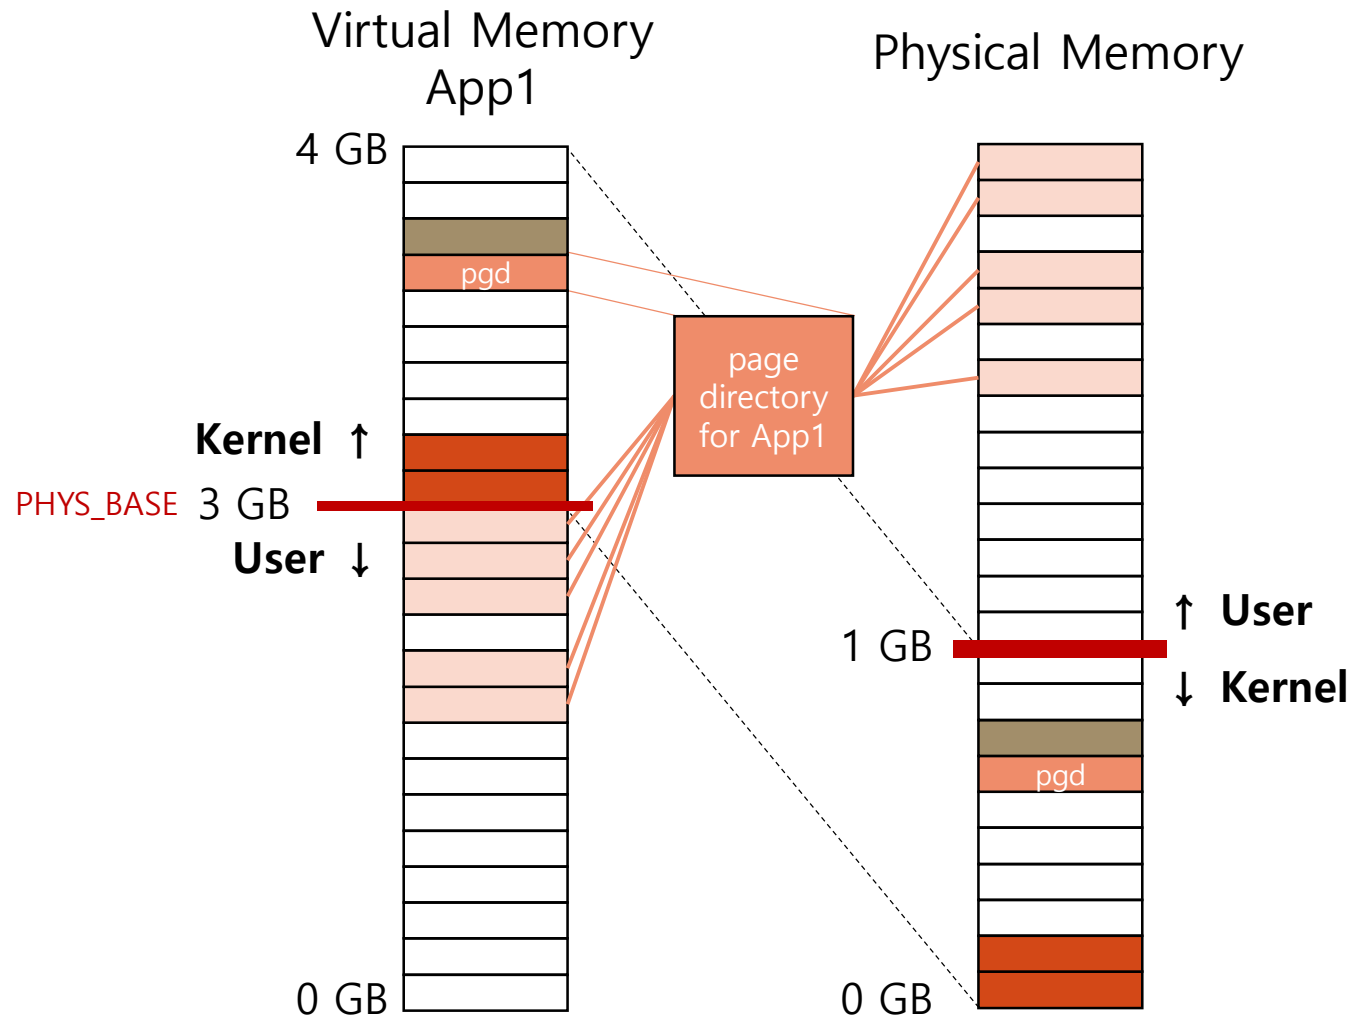 Virtual Memory
App1
Physical Memory
4 GB
pgd
page
directory
for App1
Kernel ↑
PHYS_BASE 3 GB
User ↓
↑ User
1 GB
↓ Kernel
pgd
0 GB
0 GB